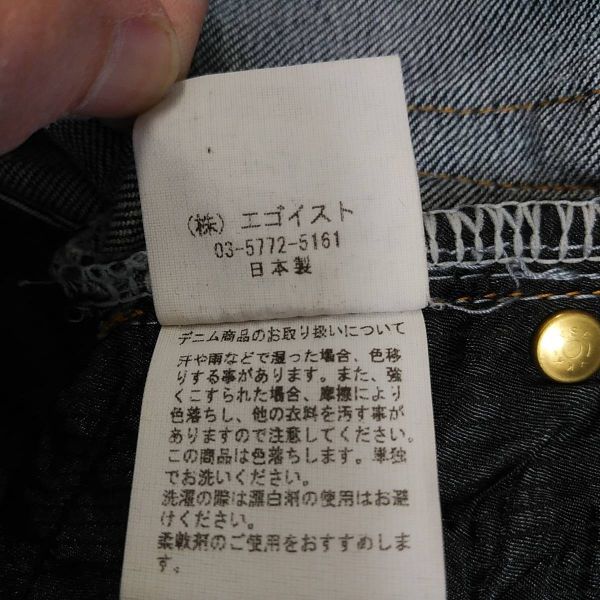 (株) エゴイスト
03-5772-5161
日本製
デニム商品のお取り扱いについて
汗や雨などで湿った場合、色移
りする事があります。また、強
くこすられた場合、摩擦により
色落ちし、他の衣料を汚す事が
ありますので注意してください。
この商品は色落ちします。単独
でお洗いください。
洗濯の際は漂白剤の使用はお避
けください。
柔軟剤のご使用をおすすめしま
す。